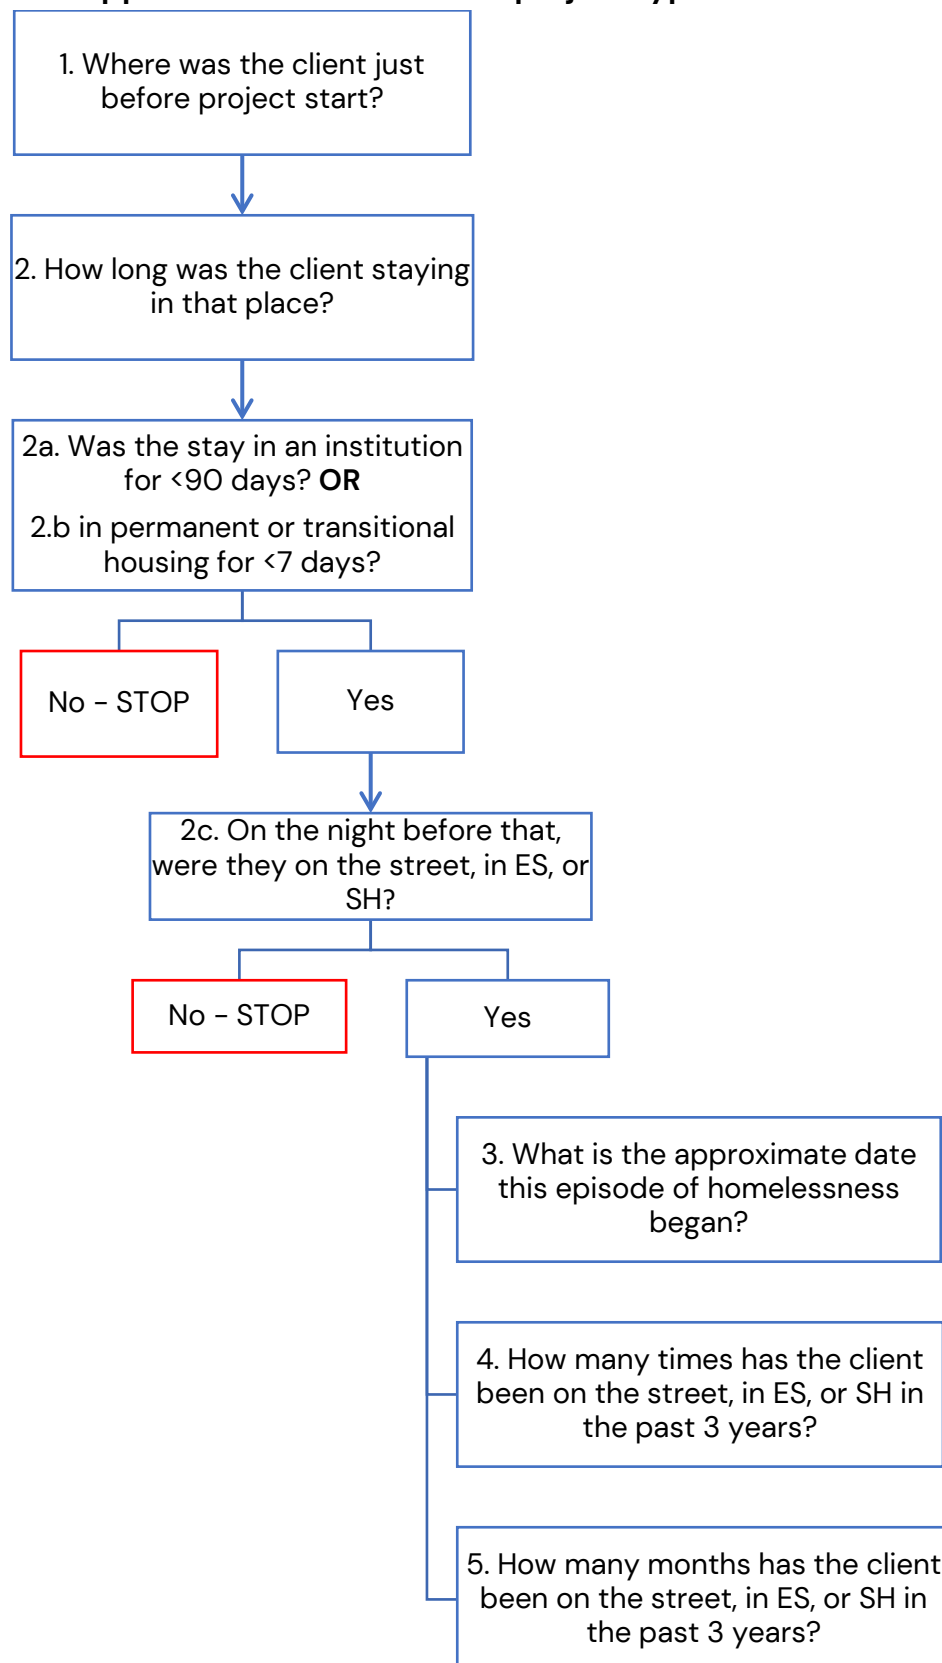 1. Where was the client just
before project start?
2. How long was the client staying
in that place?
2a. Was the stay in an institution
for <90 days? OR
2.b in permanent or transitional
housing for <7 days?
No - STOP
Yes
2c. On the night before that,
were they on the street, in ES, or
SH?
No - STOP
Yes
3. What is the approximate date
this episode of homelessness
began?
4. How many times has the client
been on the street, in ES, or SH in
the past 3 years?
5. How many months has the client
been on the street, in ES, or SH in
the past 3 years?